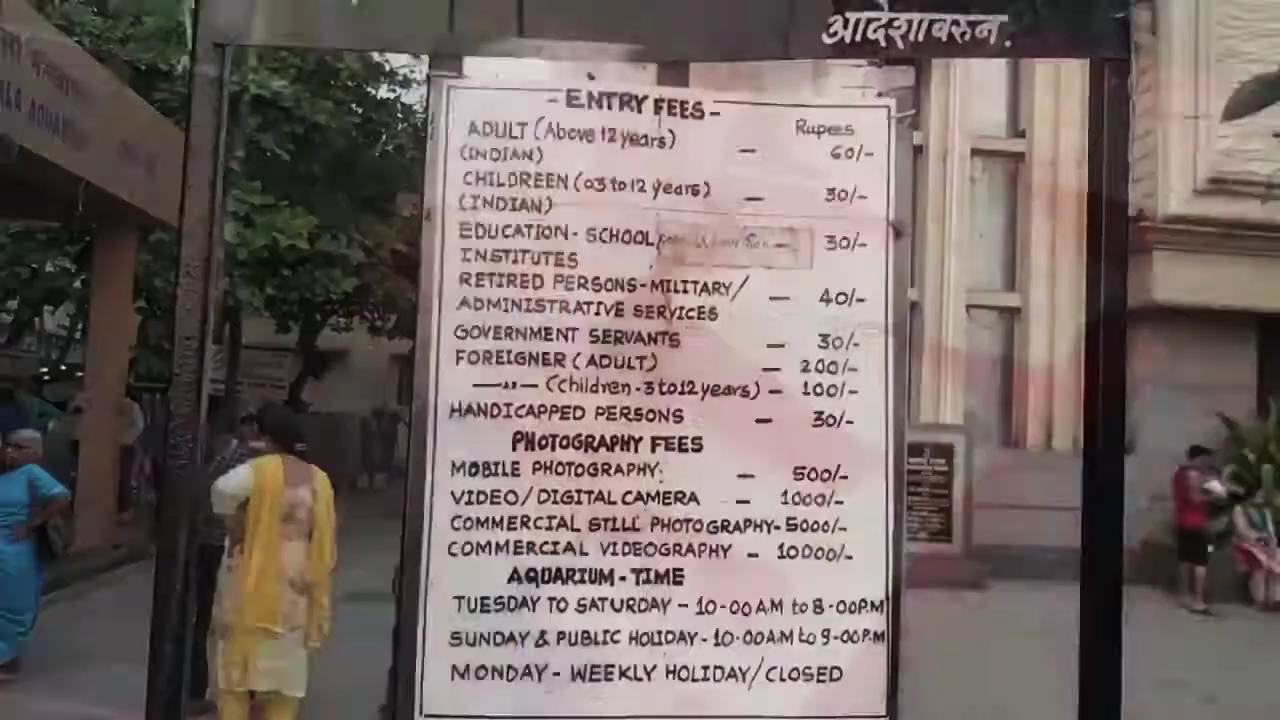 आदेशावरुन.
- ENTRY FEES -
Rupees
ADULT (Above 12 years) - 60/-
(INDIAN)
CHILDREEN (03 to 12 years) - 30/-
(INDIAN)
EDUCATION - SCHOOL 30/-
INSTITUTES
RETIRED PERSONS - MILITARY/
ADMINISTRATIVE SERVICES - 40/-
GOVERNMENT SERVANTS - 30/-
FOREIGNER (ADULT) - 200/-
—"— (Children - 3 to 12 years) - 100/-
HANDICAPPED PERSONS - 30/-
PHOTOGRAPHY FEES
MOBILE PHOTOGRAPHY: - 500/-
VIDEO/DIGITAL CAMERA - 1000/-
COMMERCIAL STILL PHOTOGRAPHY - 5000/-
COMMERCIAL VIDEOGRAPHY - 10000/-
AQUARIUM - TIME
TUESDAY TO SATURDAY - 10-00 A.M to 8-00 P.M
SUNDAY & PUBLIC HOLIDAY - 10-00 A.M to 9-00 P.M
MONDAY - WEEKLY HOLIDAY/CLOSED